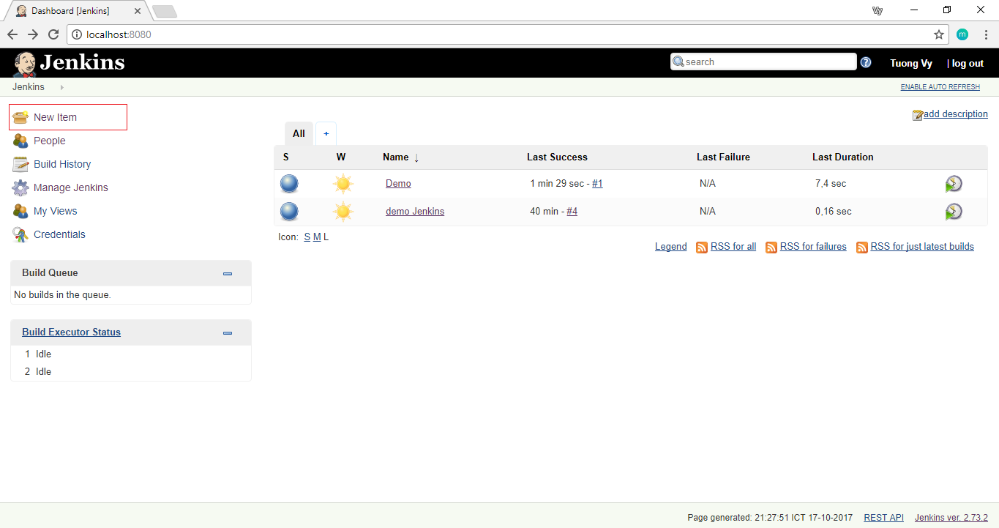 Dashboard [Jenkins]
Vy
localhost:8080
m
Jenkins
search
Tuong Vy | log out
Jenkins
ENABLE AUTO REFRESH
New Item
People
Build History
Manage Jenkins
My Views
Credentials
Build Queue
No builds in the queue.
Build Executor Status
1 Idle
2 Idle
add description
All +
S W Name ↓ Last Success Last Failure Last Duration
Demo 1 min 29 sec - #1 N/A 7,4 sec
demo Jenkins 40 min - #4 N/A 0,16 sec
Icon: S M L
Legend RSS for all RSS for failures RSS for just latest builds
Page generated: 21:27:51 ICT 17-10-2017 REST API Jenkins ver. 2.73.2